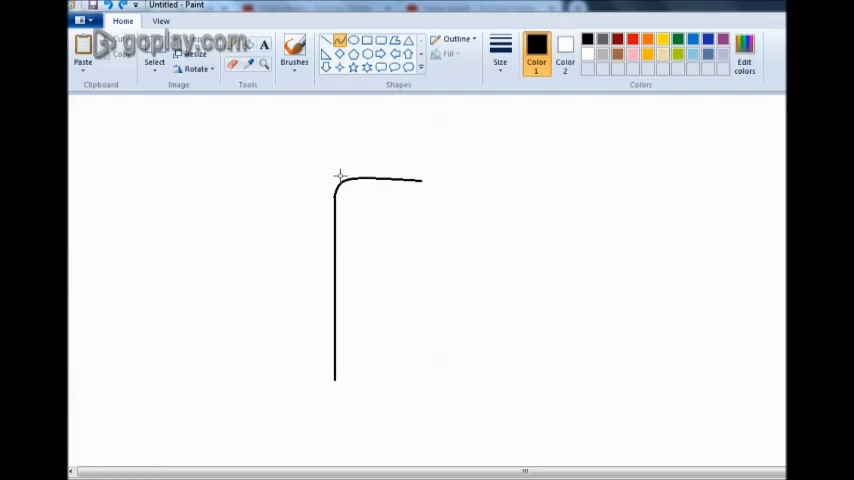 Untitled - Paint
Home
View
goplay.com
Paste
Select
Resize
Rotate
Brushes
A
Outline
Fill
Size
Color
1
Color
2
Edit
colors
Clipboard
Image
Tools
Shapes
Colors